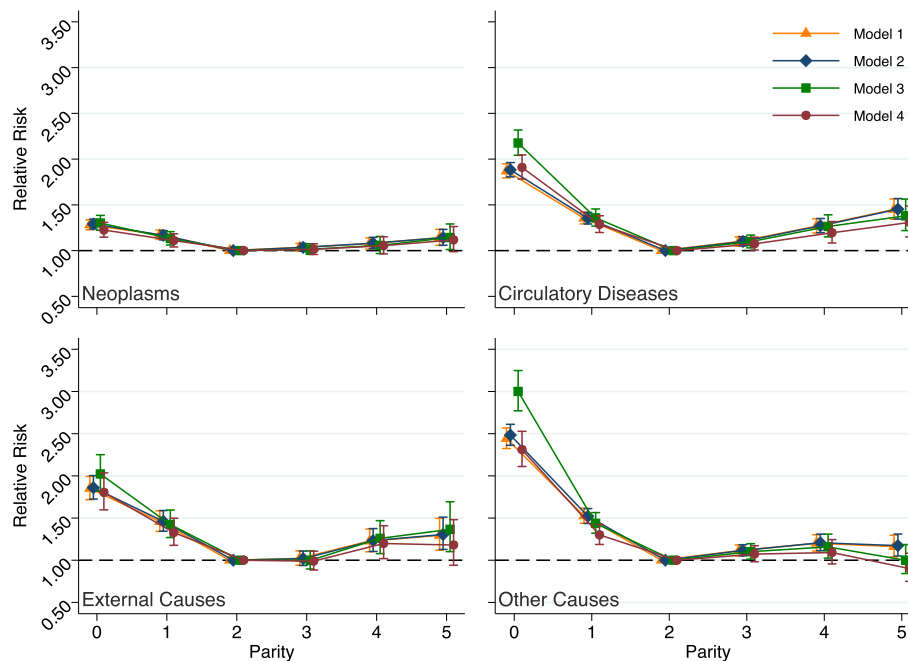 Relative Risk
3.50
3.00
2.50
2.00
1.50
1.00
0.50
Neoplasms
Model 1
Model 2
Model 3
Model 4
Circulatory Diseases
Relative Risk
3.50
3.00
2.50
2.00
1.50
1.00
0.50
External Causes
0 1 2 3 4 5
Parity
Other Causes
0 1 2 3 4 5
Parity